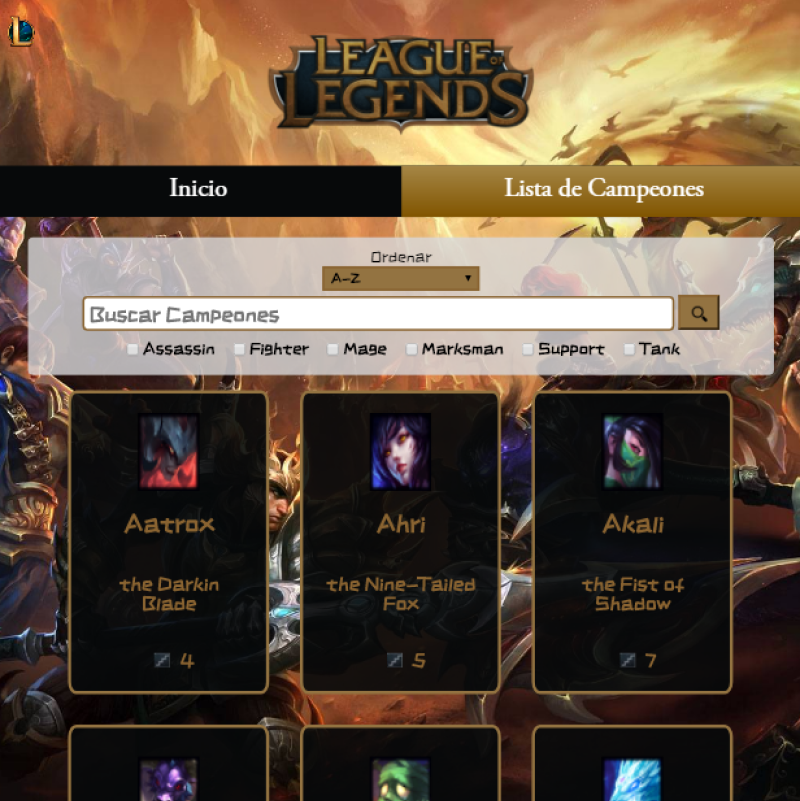 LEAGUE OF
LEGENDS
Inicio
Lista de Campeones
Ordenar
A-Z
Buscar Campeones
Assassin
Fighter
Mage
Marksman
Support
Tank
Aatrox
the Darkin
Blade
4
Ahri
the Nine-Tailed
Fox
5
Akali
the Fist of
Shadow
7